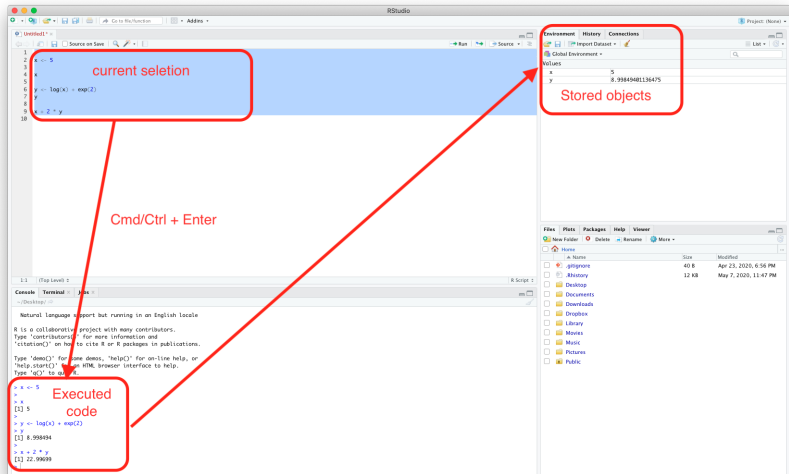 RStudio
Go to file/function
Addins
Project: (None)
Untitled1*
Source on Save
Run
Source
1
2 x <- 5
3
4 x
5
6 y <- log(x) + exp(2)
7 y
8
9 x + 2 * y
10
current seletion
Cmd/Ctrl + Enter
1:1 (Top Level) R Script
Console Terminal Jobs
~/Desktop/
Natural language support but running in an English locale
R is a collaborative project with many contributors.
Type 'contributors()' for more information and
'citation()' on how to cite R or R packages in publications.
Type 'demo()' for some demos, 'help()' for on-line help, or
'help.start()' for an HTML browser interface to help.
Type 'q()' to quit R.
> x <- 5
>
> x
[1] 5
>
> y <- log(x) + exp(2)
> y
[1] 8.998494
>
> x + 2 * y
[1] 22.99699
>
Executed
code
Environment History Connections
Import Dataset
List
Global Environment
Values
x 5
y 8.99849401136475
Stored objects
Files Plots Packages Help Viewer
New Folder Delete Rename More
Home
Name Size Modified
.gitignore 40 B Apr 23, 2020, 6:56 PM
.Rhistory 12 KB May 7, 2020, 11:47 PM
Desktop
Documents
Downloads
Dropbox
Library
Movies
Music
Pictures
Public